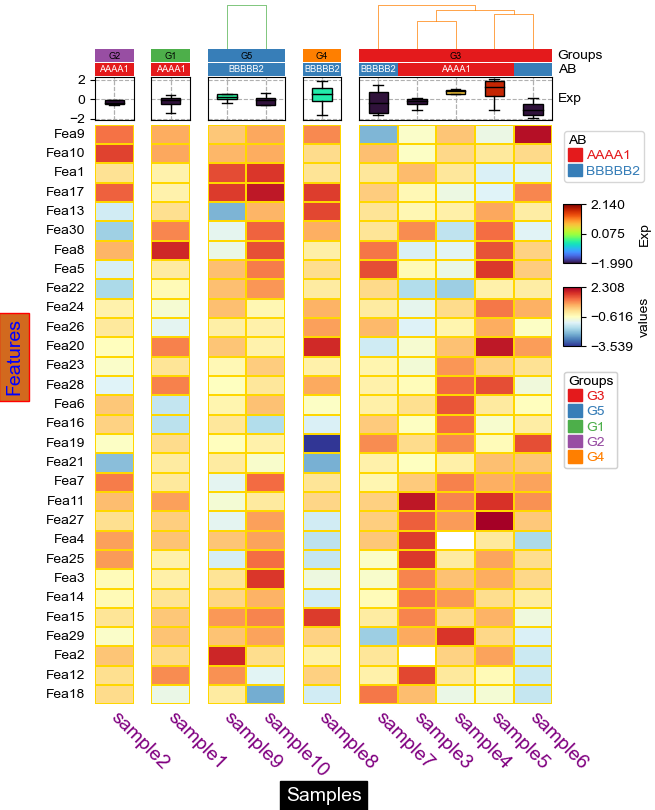 G2 G1 G5 G4 G3 Groups
AAAA1 AAAA1 BBBBB2 BBBBB2 BBBBB2 AAAA1 AB
2
0
−2
Exp
Fea9
Fea10
Fea1
Fea17
Fea13
Fea30
Fea8
Fea5
Fea22
Fea24
Fea26
Fea20
Fea23
Fea28
Fea6
Fea16
Fea19
Fea21
Fea7
Fea11
Fea27
Fea4
Fea25
Fea3
Fea14
Fea15
Fea29
Fea2
Fea12
Fea18
Features
sample2 sample1 sample9 sample10 sample8 sample7 sample3 sample4 sample5 sample6
Samples
AB
AAAA1
BBBBB2
2.140
0.075
−1.990
Exp
2.308
−0.616
−3.539
values
Groups
G3
G5
G1
G2
G4